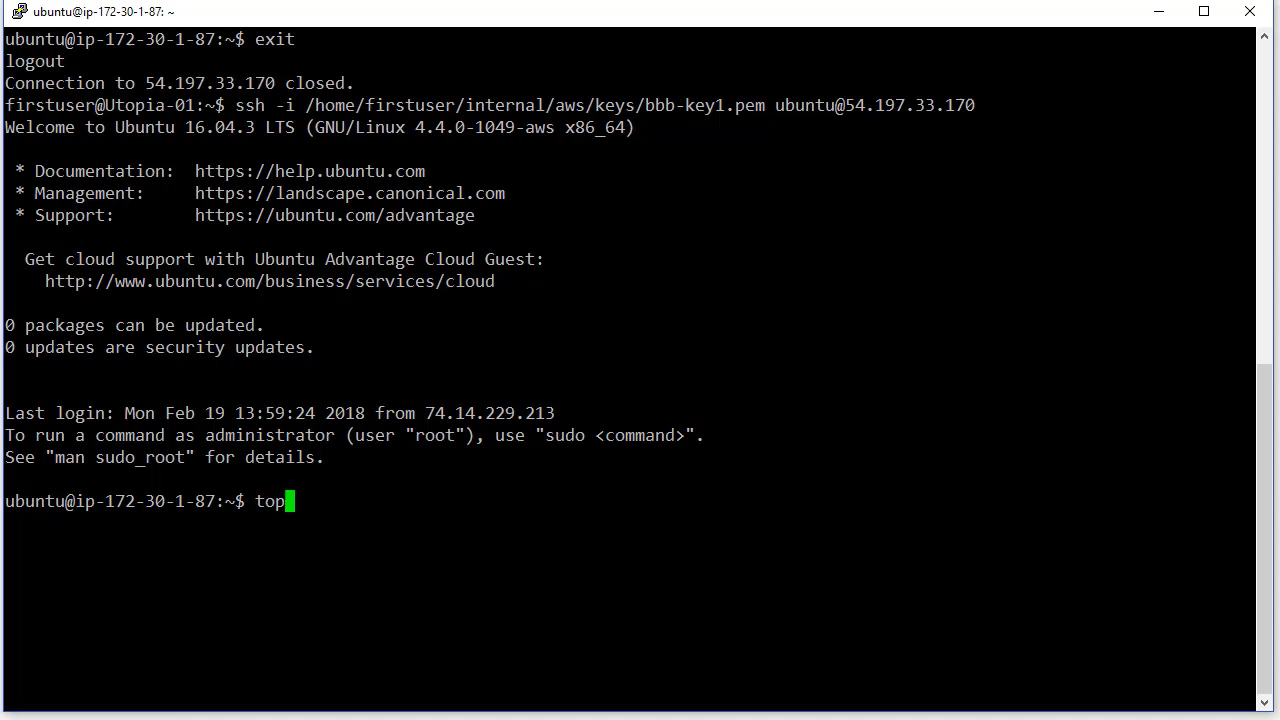 ubuntu@ip-172-30-1-87: ~
ubuntu@ip-172-30-1-87:~$ exit
logout
Connection to 54.197.33.170 closed.
firstuser@Utopia-01:~$ ssh -i /home/firstuser/internal/aws/keys/bbb-key1.pem ubuntu@54.197.33.170
Welcome to Ubuntu 16.04.3 LTS (GNU/Linux 4.4.0-1049-aws x86_64)
* Documentation:  https://help.ubuntu.com
* Management:     https://landscape.canonical.com
* Support:        https://ubuntu.com/advantage
Get cloud support with Ubuntu Advantage Cloud Guest:
http://www.ubuntu.com/business/services/cloud
0 packages can be updated.
0 updates are security updates.
Last login: Mon Feb 19 13:59:24 2018 from 74.14.229.213
To run a command as administrator (user "root"), use "sudo <command>".
See "man sudo_root" for details.
ubuntu@ip-172-30-1-87:~$ top